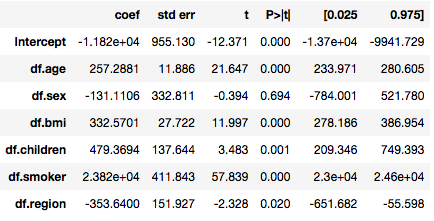 coef std err t P>|t| [0.025 0.975]
Intercept -1.182e+04 955.130 -12.371 0.000 -1.37e+04 -9941.729
df.age 257.2881 11.886 21.647 0.000 233.971 280.605
df.sex -131.1106 332.811 -0.394 0.694 -784.001 521.780
df.bmi 332.5701 27.722 11.997 0.000 278.186 386.954
df.children 479.3694 137.644 3.483 0.001 209.346 749.393
df.smoker 2.382e+04 411.843 57.839 0.000 2.3e+04 2.46e+04
df.region -353.6400 151.927 -2.328 0.020 -651.682 -55.598